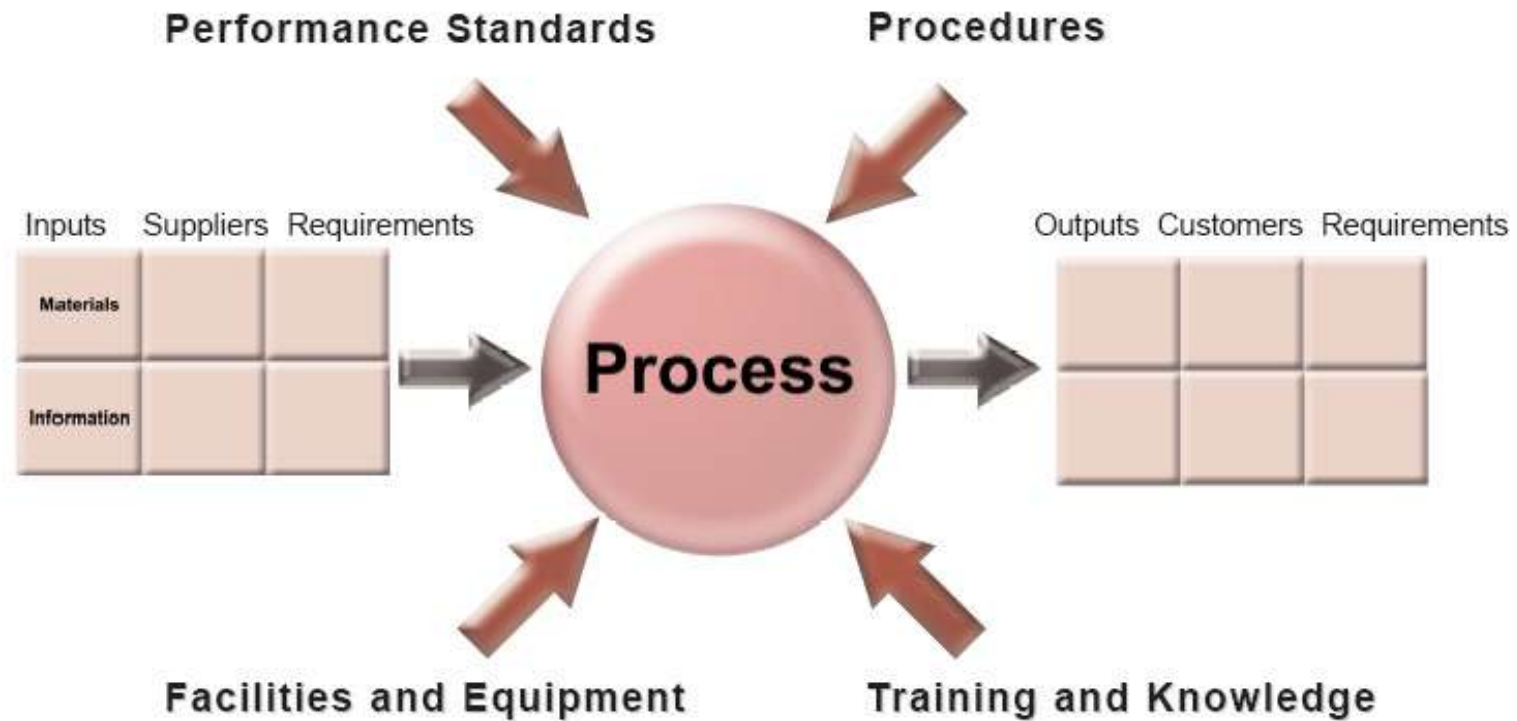 Performance Standards
Procedures
Inputs Suppliers Requirements
Outputs Customers Requirements
Materials
Process
Information
Facilities and Equipment
Training and Knowledge